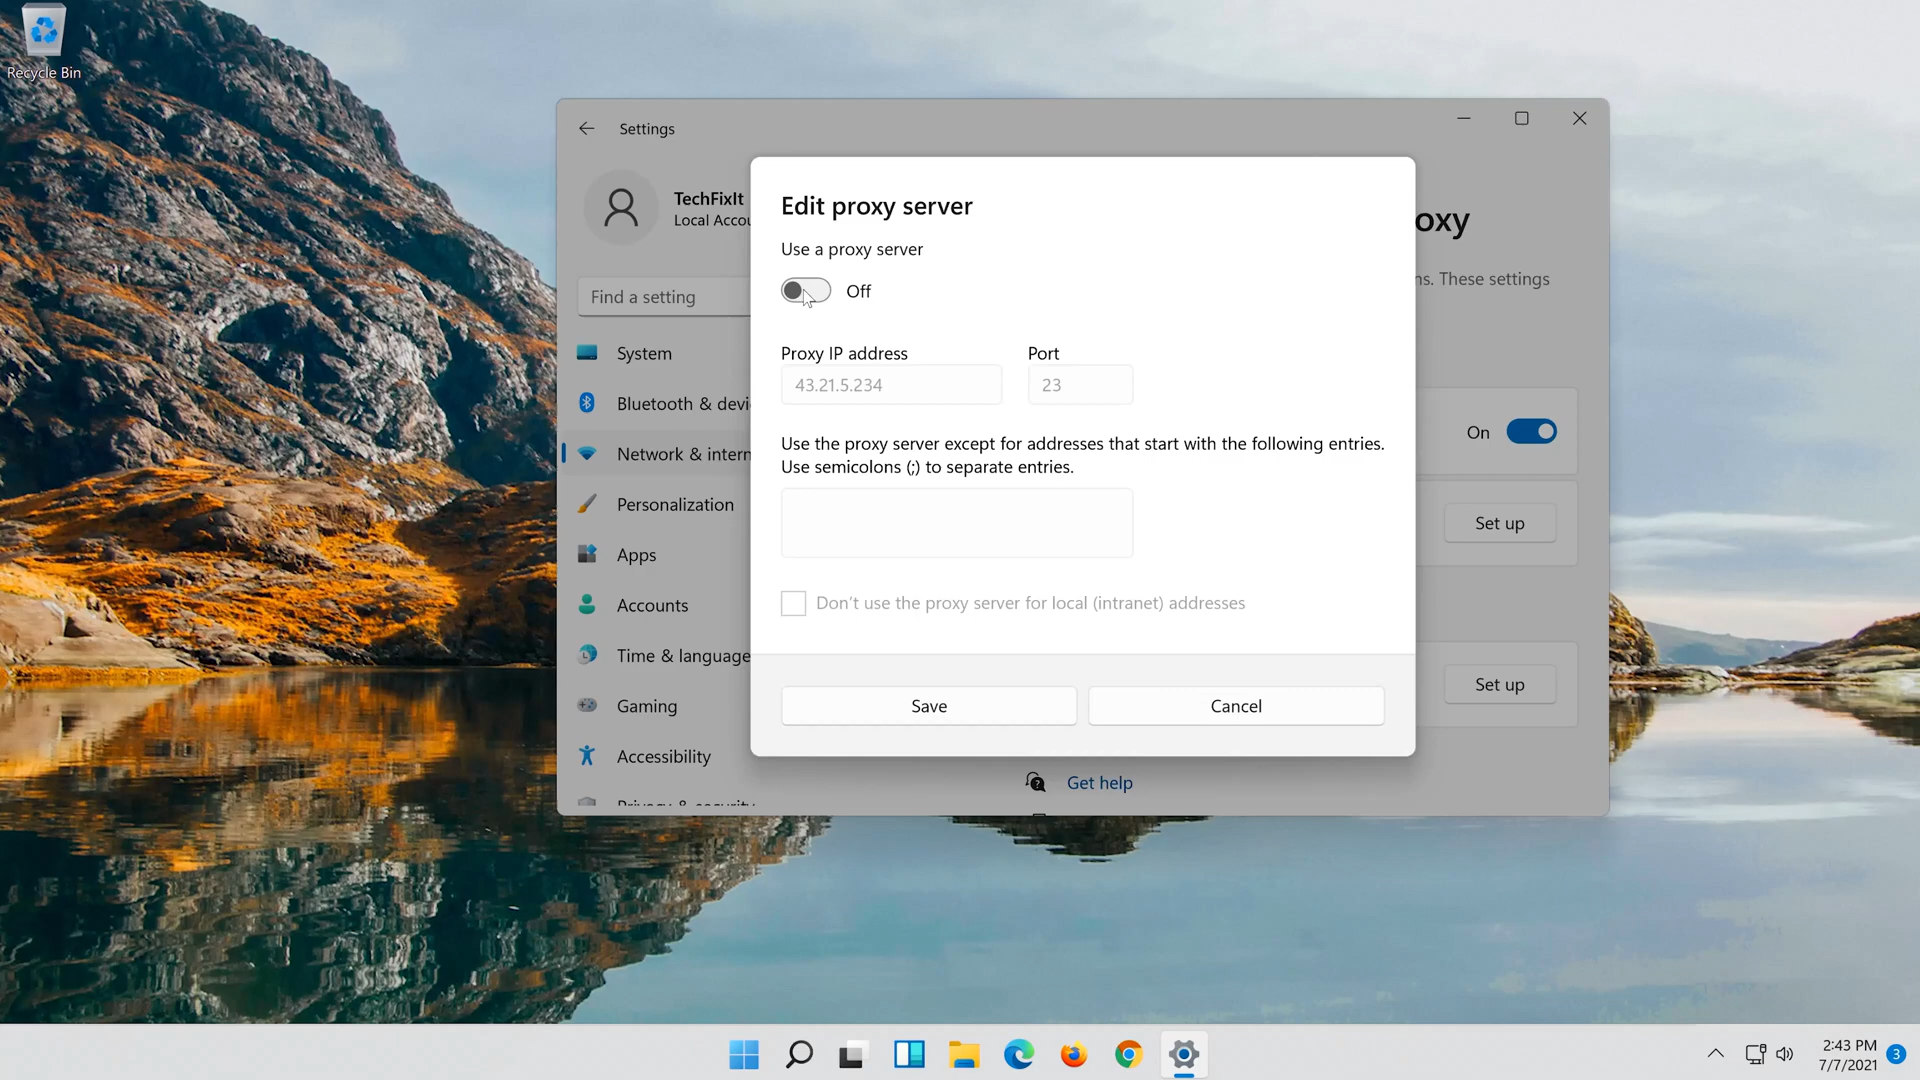 Recycle Bin
Settings
TechFixIt
Local Accou
Find a setting
System
Bluetooth & devi
Network & intern
Personalization
Apps
Accounts
Time & language
Gaming
Accessibility
Privacy & security
oxy
ns. These settings
On
Set up
Set up
Get help
Edit proxy server
Use a proxy server
Off
Proxy IP address Port
43.21.5.234 23
Use the proxy server except for addresses that start with the following entries.
Use semicolons (;) to separate entries.
Don't use the proxy server for local (intranet) addresses
Save Cancel
2:43 PM
7/7/2021
3